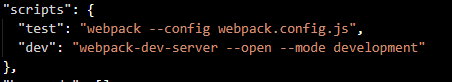 "scripts": {
"test": "webpack --config webpack.config.js",
"dev": "webpack-dev-server --open --mode development"
},